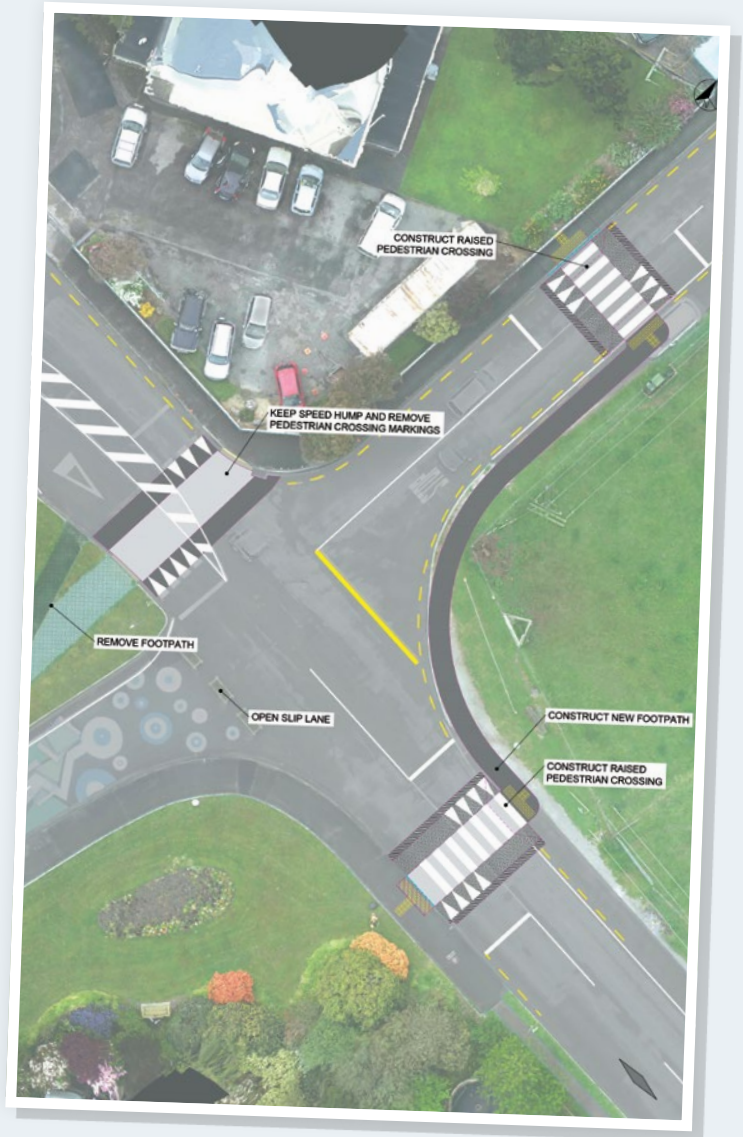 CONSTRUCT RAISED
PEDESTRIAN CROSSING
KEEP SPEED HUMP AND REMOVE
PEDESTRIAN CROSSING MARKINGS
REMOVE FOOTPATH
OPEN SLIP LANE
CONSTRUCT NEW FOOTPATH
CONSTRUCT RAISED
PEDESTRIAN CROSSING